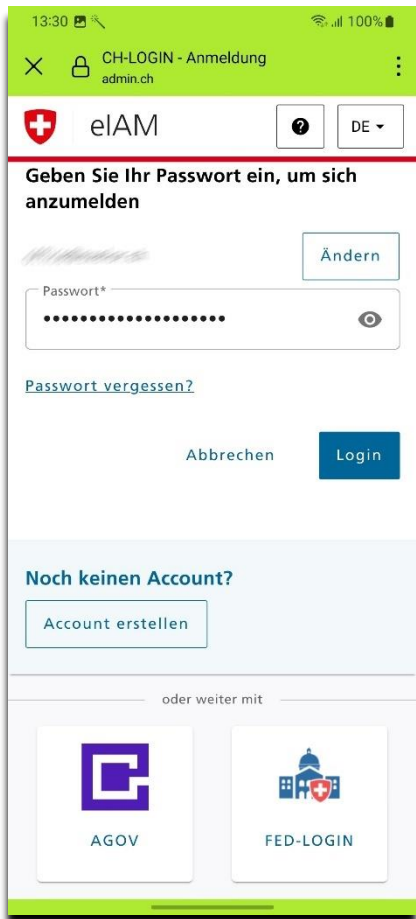 13:30 100%
CH-LOGIN - Anmeldung
admin.ch
eIAM ? DE
Geben Sie Ihr Passwort ein, um sich
anzumelden
Ändern
Passwort*
Passwort vergessen?
Abbrechen Login
Noch keinen Account?
Account erstellen
oder weiter mit
AGOV FED-LOGIN